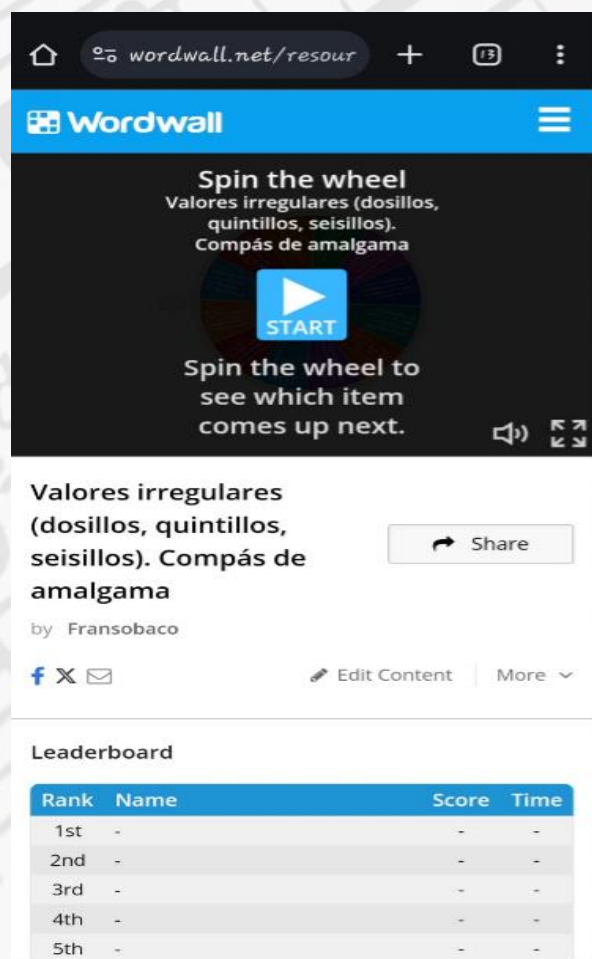 wordwall.net/resour
13
Wordwall
Spin the wheel
Valores irregulares (dosillos,
quintillos, seisillos).
Compás de amalgama
START
Spin the wheel to
see which item
comes up next.
Valores irregulares
(dosillos, quintillos,
seisillos). Compás de
amalgama
Share
by Fransobaco
Edit Content
More
Leaderboard
Rank Name Score Time
1st - - -
2nd - - -
3rd - - -
4th - - -
5th - - -